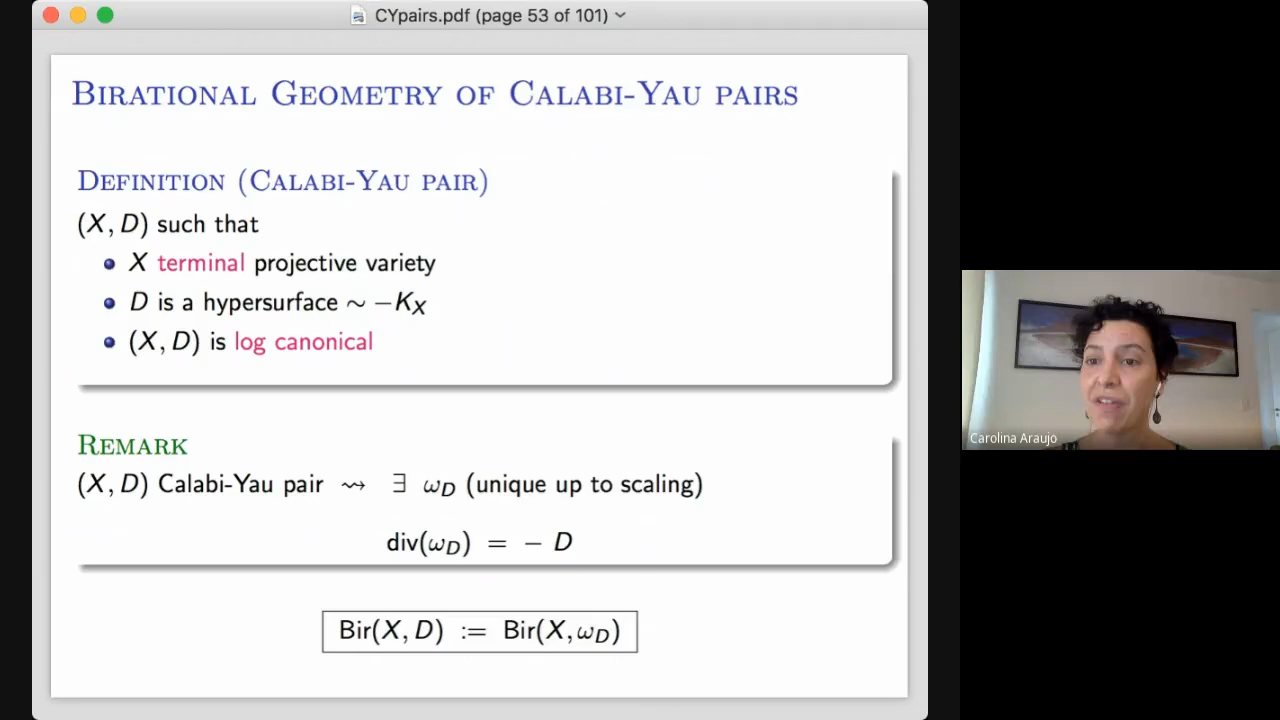 CYpairs.pdf (page 53 of 101)
Birational Geometry of Calabi-Yau pairs
Definition (Calabi-Yau pair)
(X, D) such that
• X terminal projective variety
• D is a hypersurface ∼ −K_X
• (X, D) is log canonical
Remark
(X, D) Calabi-Yau pair ⇝ ∃ ω_D (unique up to scaling)
div(ω_D) = − D
Bir(X, D) := Bir(X, ω_D)
Carolina Araujo